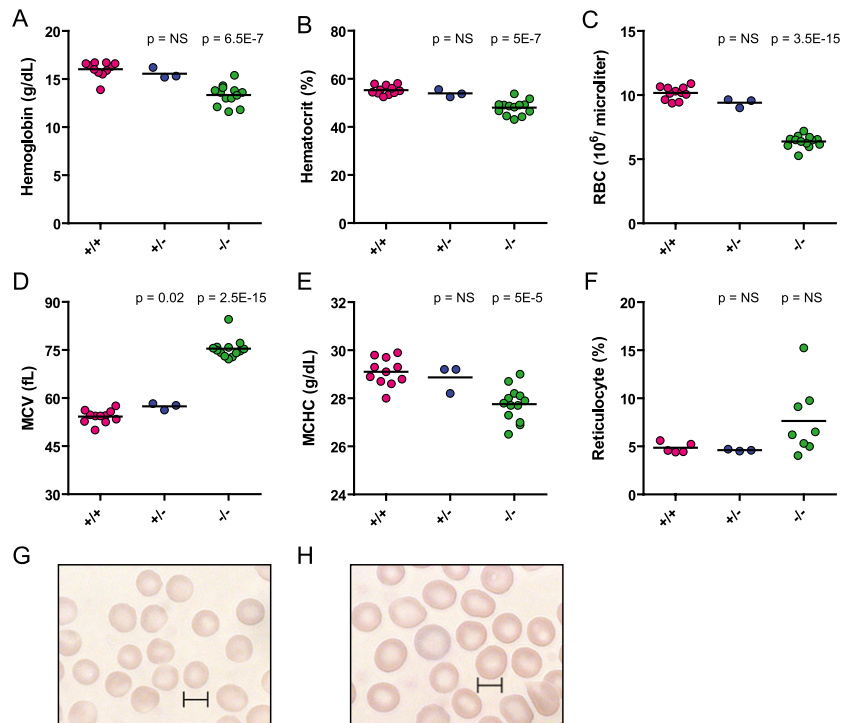 A
Hemoglobin (g/dL)
20
15
10
5
0
p = NS
p = 6.5E-7
+/+
+/-
-/-
B
Hematocrit (%)
80
60
40
20
0
p = NS
p = 5E-7
+/+
+/-
-/-
C
RBC (10⁶/ microliter)
15
10
5
0
p = NS
p = 3.5E-15
+/+
+/-
-/-
D
MCV (fL)
90
75
60
45
30
p = 0.02
p = 2.5E-15
+/+
+/-
-/-
E
MCHC (g/dL)
32
30
28
26
24
p = NS
p = 5E-5
+/+
+/-
-/-
F
Reticulocyte (%)
20
15
10
5
0
p = NS
p = NS
+/+
+/-
-/-
G
H